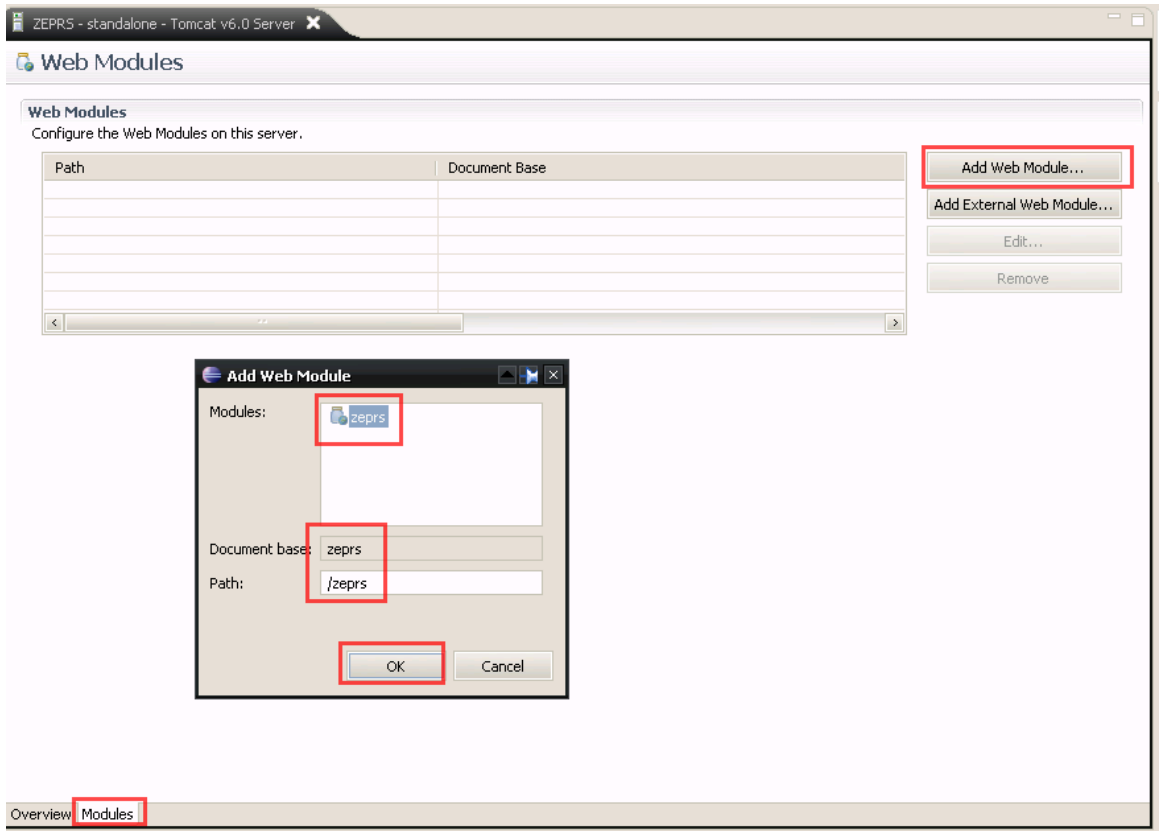 ZEPRS - standalone - Tomcat v6.0 Server
Web Modules
Web Modules
Configure the Web Modules on this server.
Path Document Base
Add Web Module...
Add External Web Module...
Edit...
Remove
Add Web Module
Modules: zeprs
Document base: zeprs
Path: /zeprs
OK Cancel
Overview Modules